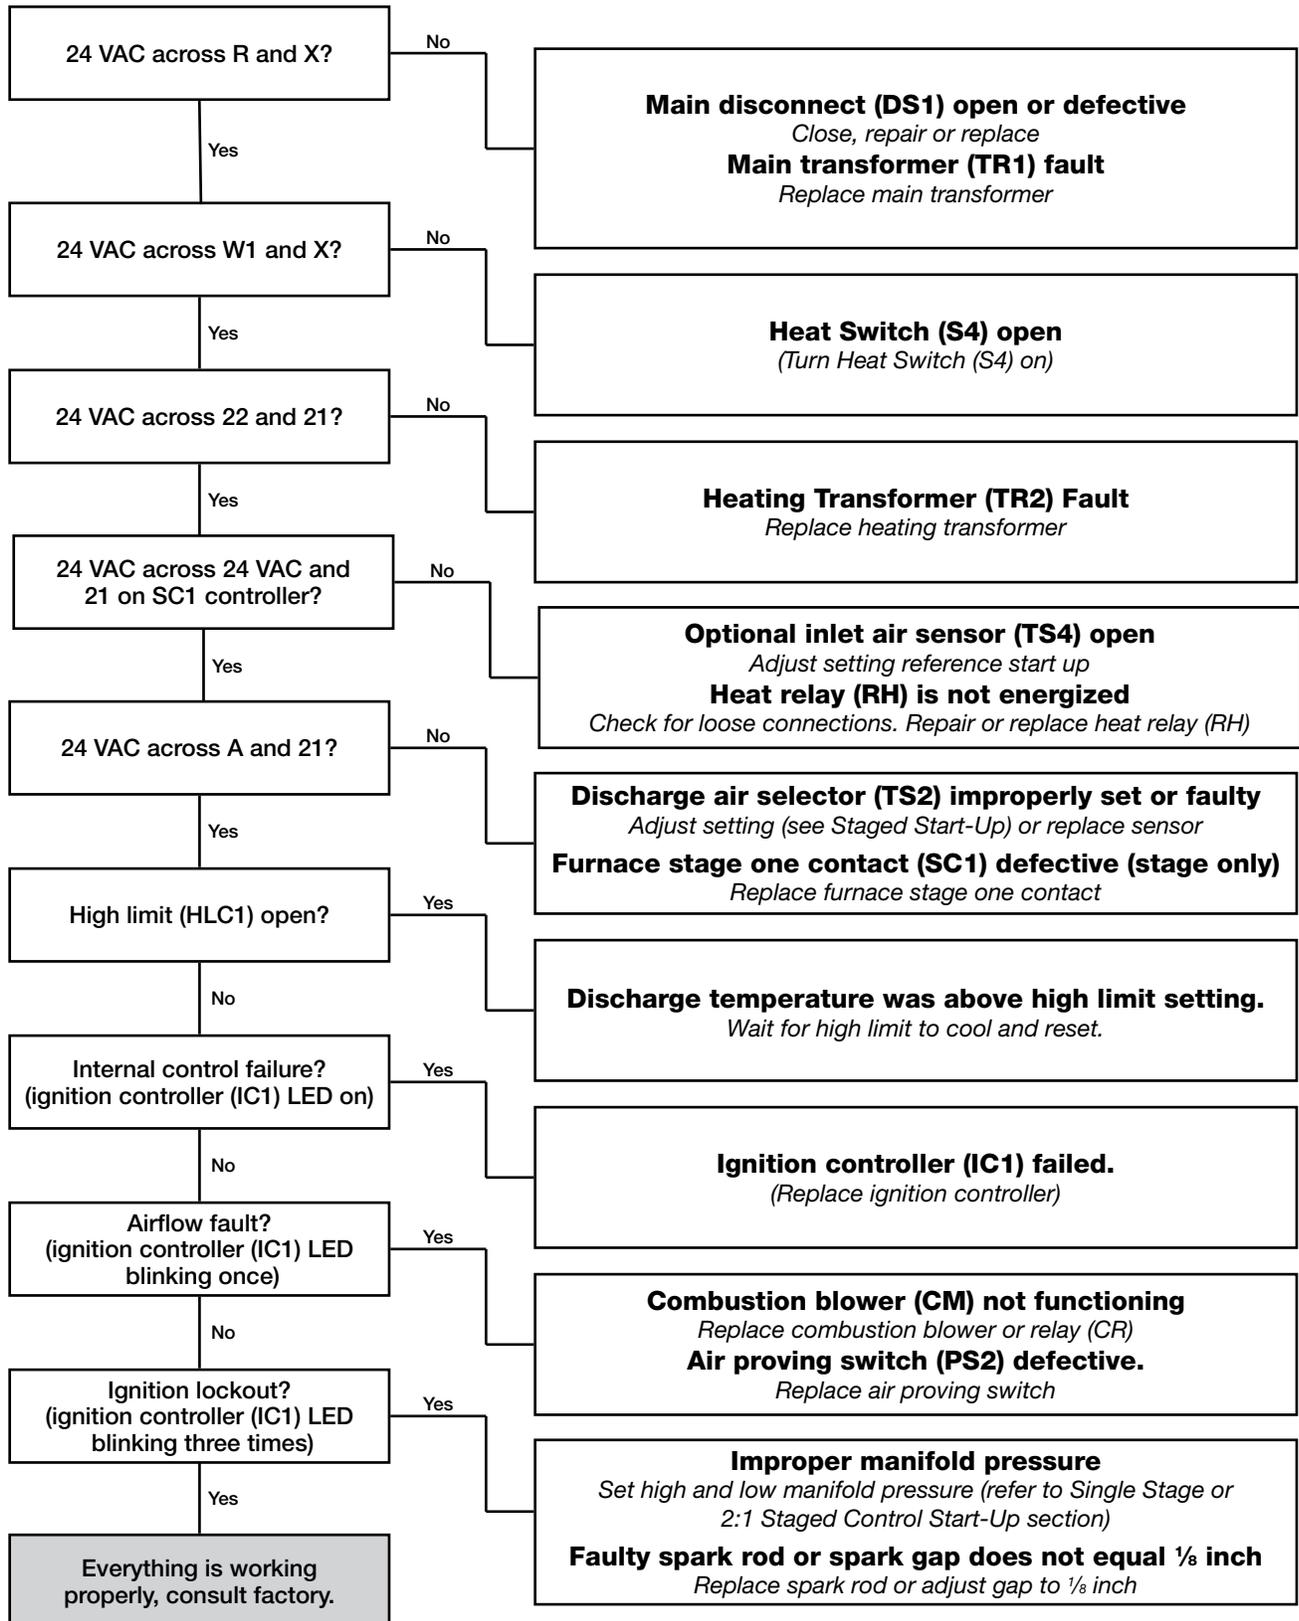 24 VAC across R and X?
No
Main disconnect (DS1) open or defective
Close, repair or replace
Main transformer (TR1) fault
Replace main transformer
Yes
24 VAC across W1 and X?
No
Heat Switch (S4) open
(Turn Heat Switch (S4) on)
Yes
24 VAC across 22 and 21?
No
Heating Transformer (TR2) Fault
Replace heating transformer
Yes
24 VAC across 24 VAC and
21 on SC1 controller?
No
Optional inlet air sensor (TS4) open
Adjust setting reference start up
Heat relay (RH) is not energized
Check for loose connections. Repair or replace heat relay (RH)
Yes
24 VAC across A and 21?
No
Discharge air selector (TS2) improperly set or faulty
Adjust setting (see Staged Start-Up) or replace sensor
Furnace stage one contact (SC1) defective (stage only)
Replace furnace stage one contact
Yes
High limit (HLC1) open?
Yes
Discharge temperature was above high limit setting.
Wait for high limit to cool and reset.
No
Internal control failure?
(ignition controller (IC1) LED on)
Yes
Ignition controller (IC1) failed.
(Replace ignition controller)
No
Airflow fault?
(ignition controller (IC1) LED
blinking once)
Yes
Combustion blower (CM) not functioning
Replace combustion blower or relay (CR)
Air proving switch (PS2) defective.
Replace air proving switch
No
Ignition lockout?
(ignition controller (IC1) LED
blinking three times)
Yes
Improper manifold pressure
Set high and low manifold pressure (refer to Single Stage or
2:1 Staged Control Start-Up section)
Faulty spark rod or spark gap does not equal ⅛ inch
Replace spark rod or adjust gap to ⅛ inch
Yes
Everything is working
properly, consult factory.